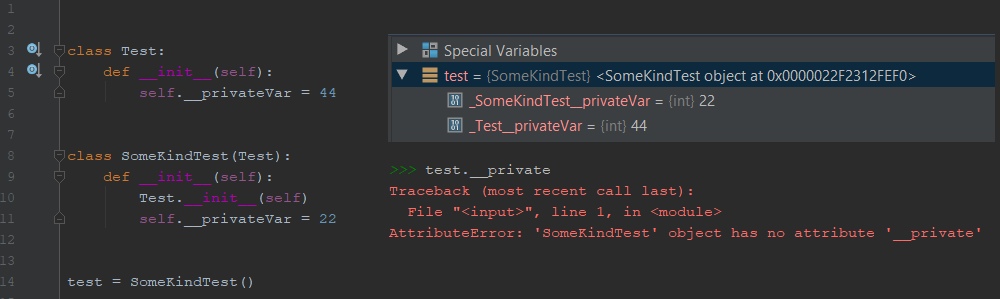 1
2
3 class Test:
4 def __init__(self):
5 self.__privateVar = 44
6
7
8 class SomeKindTest(Test):
9 def __init__(self):
10 Test.__init__(self)
11 self.__privateVar = 22
12
13
14 test = SomeKindTest()
Special Variables
test = {SomeKindTest} <SomeKindTest object at 0x0000022F2312FEF0>
_SomeKindTest__privateVar = {int} 22
_Test__privateVar = {int} 44
>>> test.__private
Traceback (most recent call last):
File "<input>", line 1, in <module>
AttributeError: 'SomeKindTest' object has no attribute '__private'